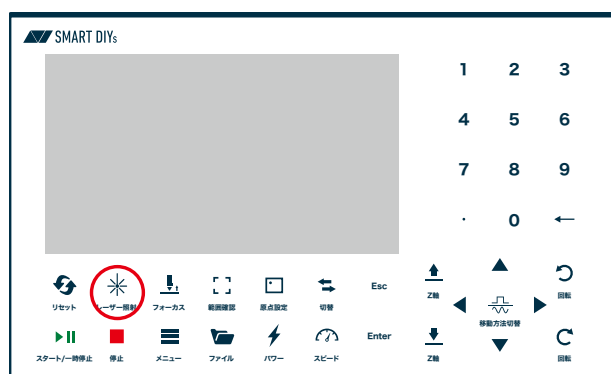 SMART DIYs
1 2 3
4 5 6
7 8 9
. 0 ←
リセット レーザー照射 フォーカス 範囲確認 原点設定 切替 Esc Z軸 回転
移動方法切替
スタート/一時停止 停止 メニュー ファイル パワー スピード Enter Z軸 回転